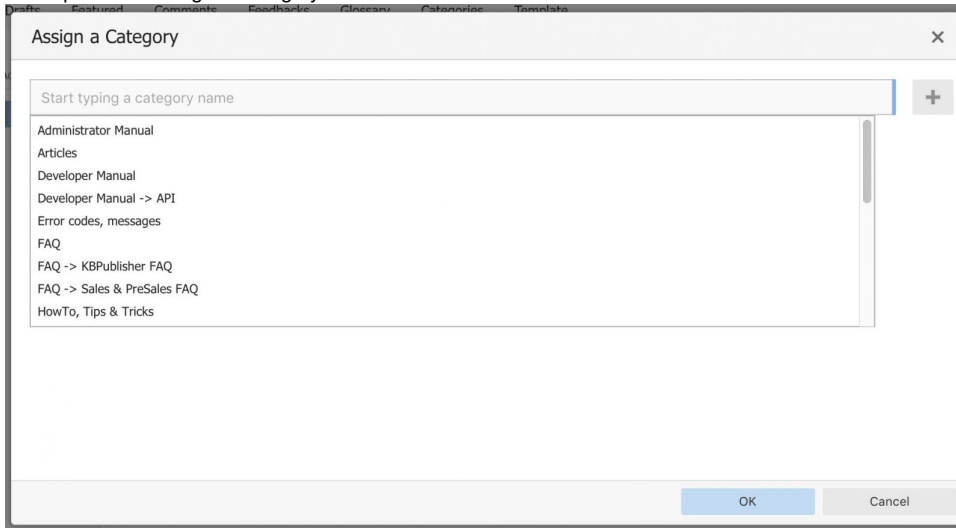 Drafts Featured Comments Feedbacks Glossary Categories Template
Assign a Category
×
Start typing a category name
+
Administrator Manual
Articles
Developer Manual
Developer Manual -> API
Error codes, messages
FAQ
FAQ -> KBPublisher FAQ
FAQ -> Sales & PreSales FAQ
HowTo, Tips & Tricks
OK Cancel